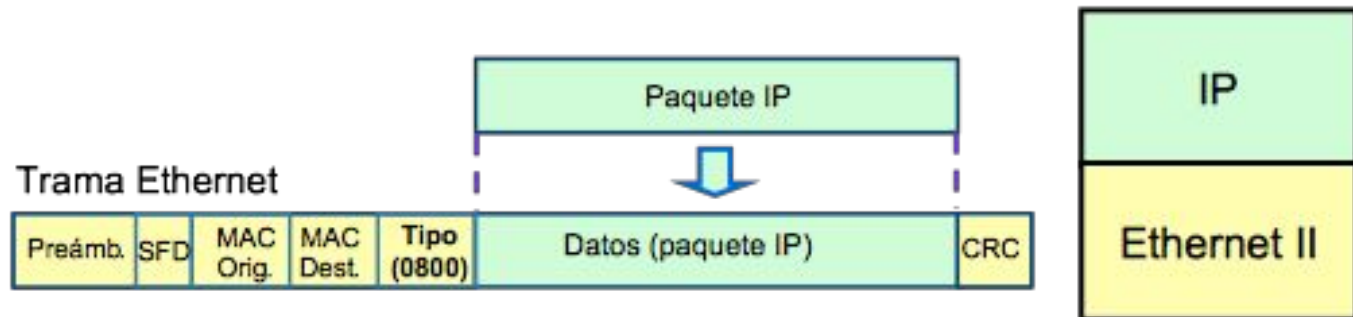 Paquete IP
IP
Trama Ethernet
Preámb. SFD MAC Orig. MAC Dest. Tipo (0800) Datos (paquete IP) CRC
Ethernet II